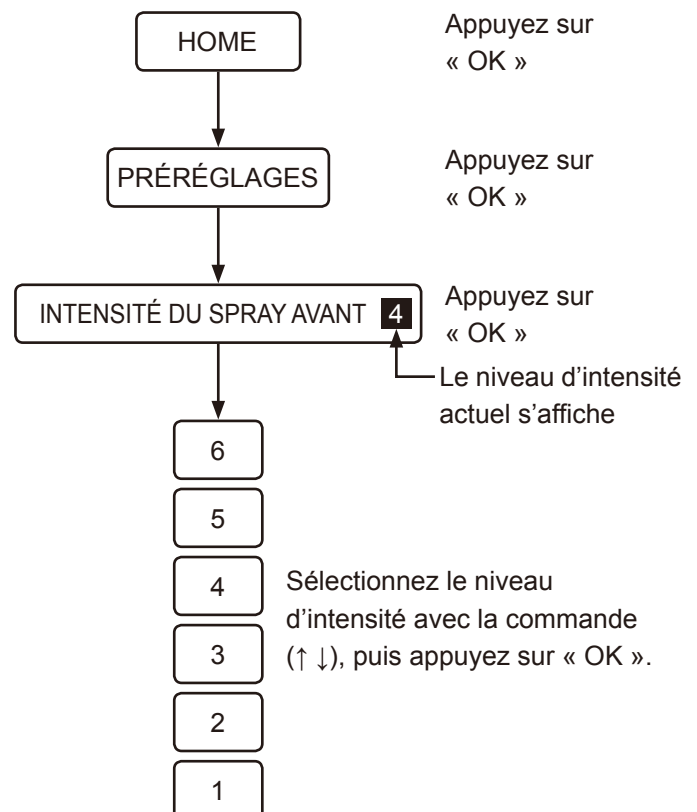 HOME
Appuyez sur
« OK »
PRÉRÉGLAGES
Appuyez sur
« OK »
INTENSITÉ DU SPRAY AVANT 4
Appuyez sur
« OK »
Le niveau d’intensité
actuel s’affiche
6
5
4
Sélectionnez le niveau
d’intensité avec la commande
(↑ ↓), puis appuyez sur « OK ».
3
2
1